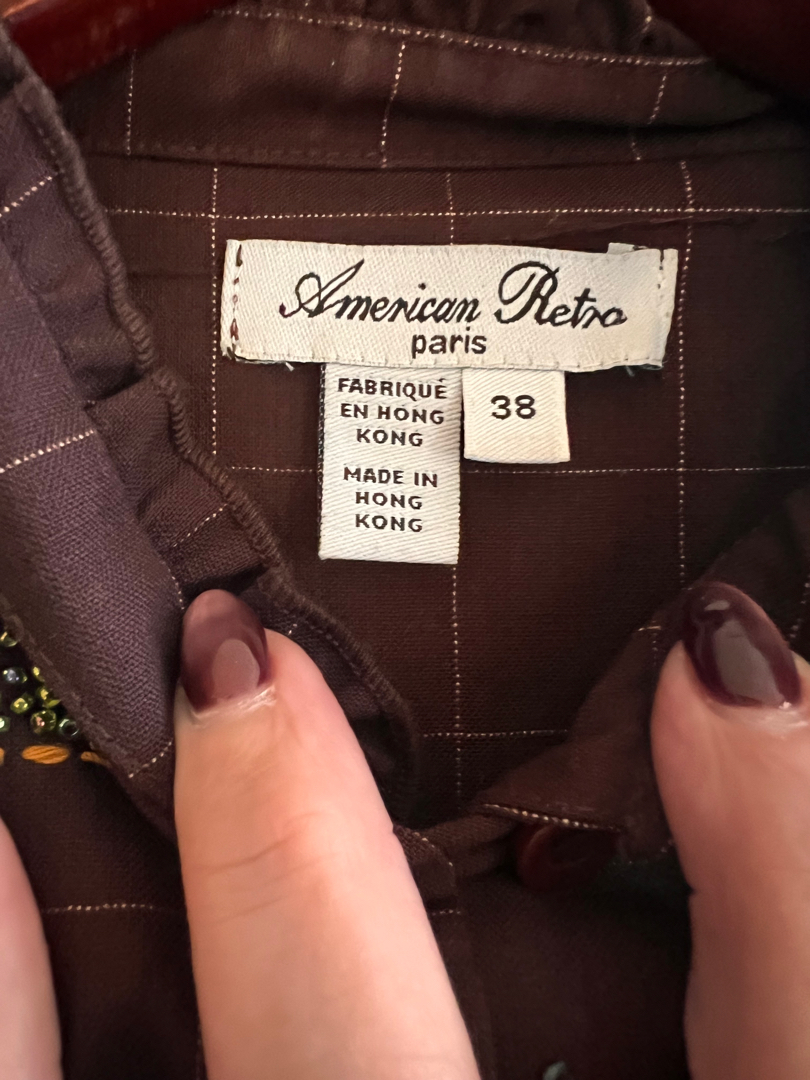 American Retro
paris
FABRIQUÉ
EN HONG
KONG
38
MADE IN
HONG
KONG